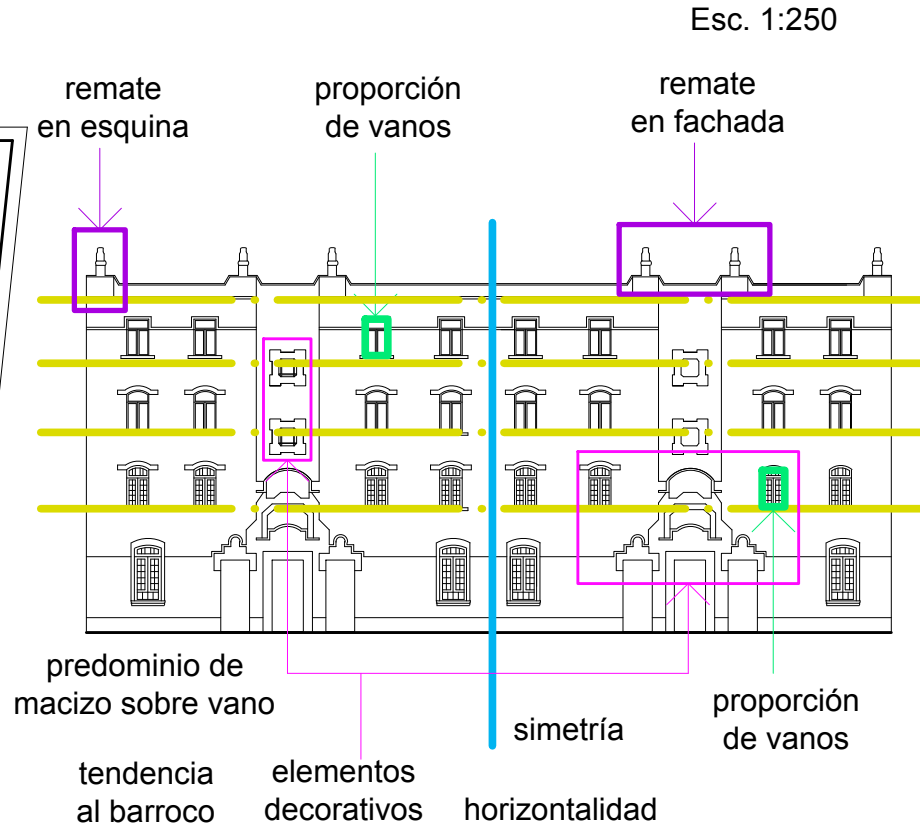 Esc. 1:250
remate
en esquina
proporción
de vanos
remate
en fachada
predominio de
macizo sobre vano
simetría
proporción
de vanos
tendencia
al barroco
elementos
decorativos
horizontalidad